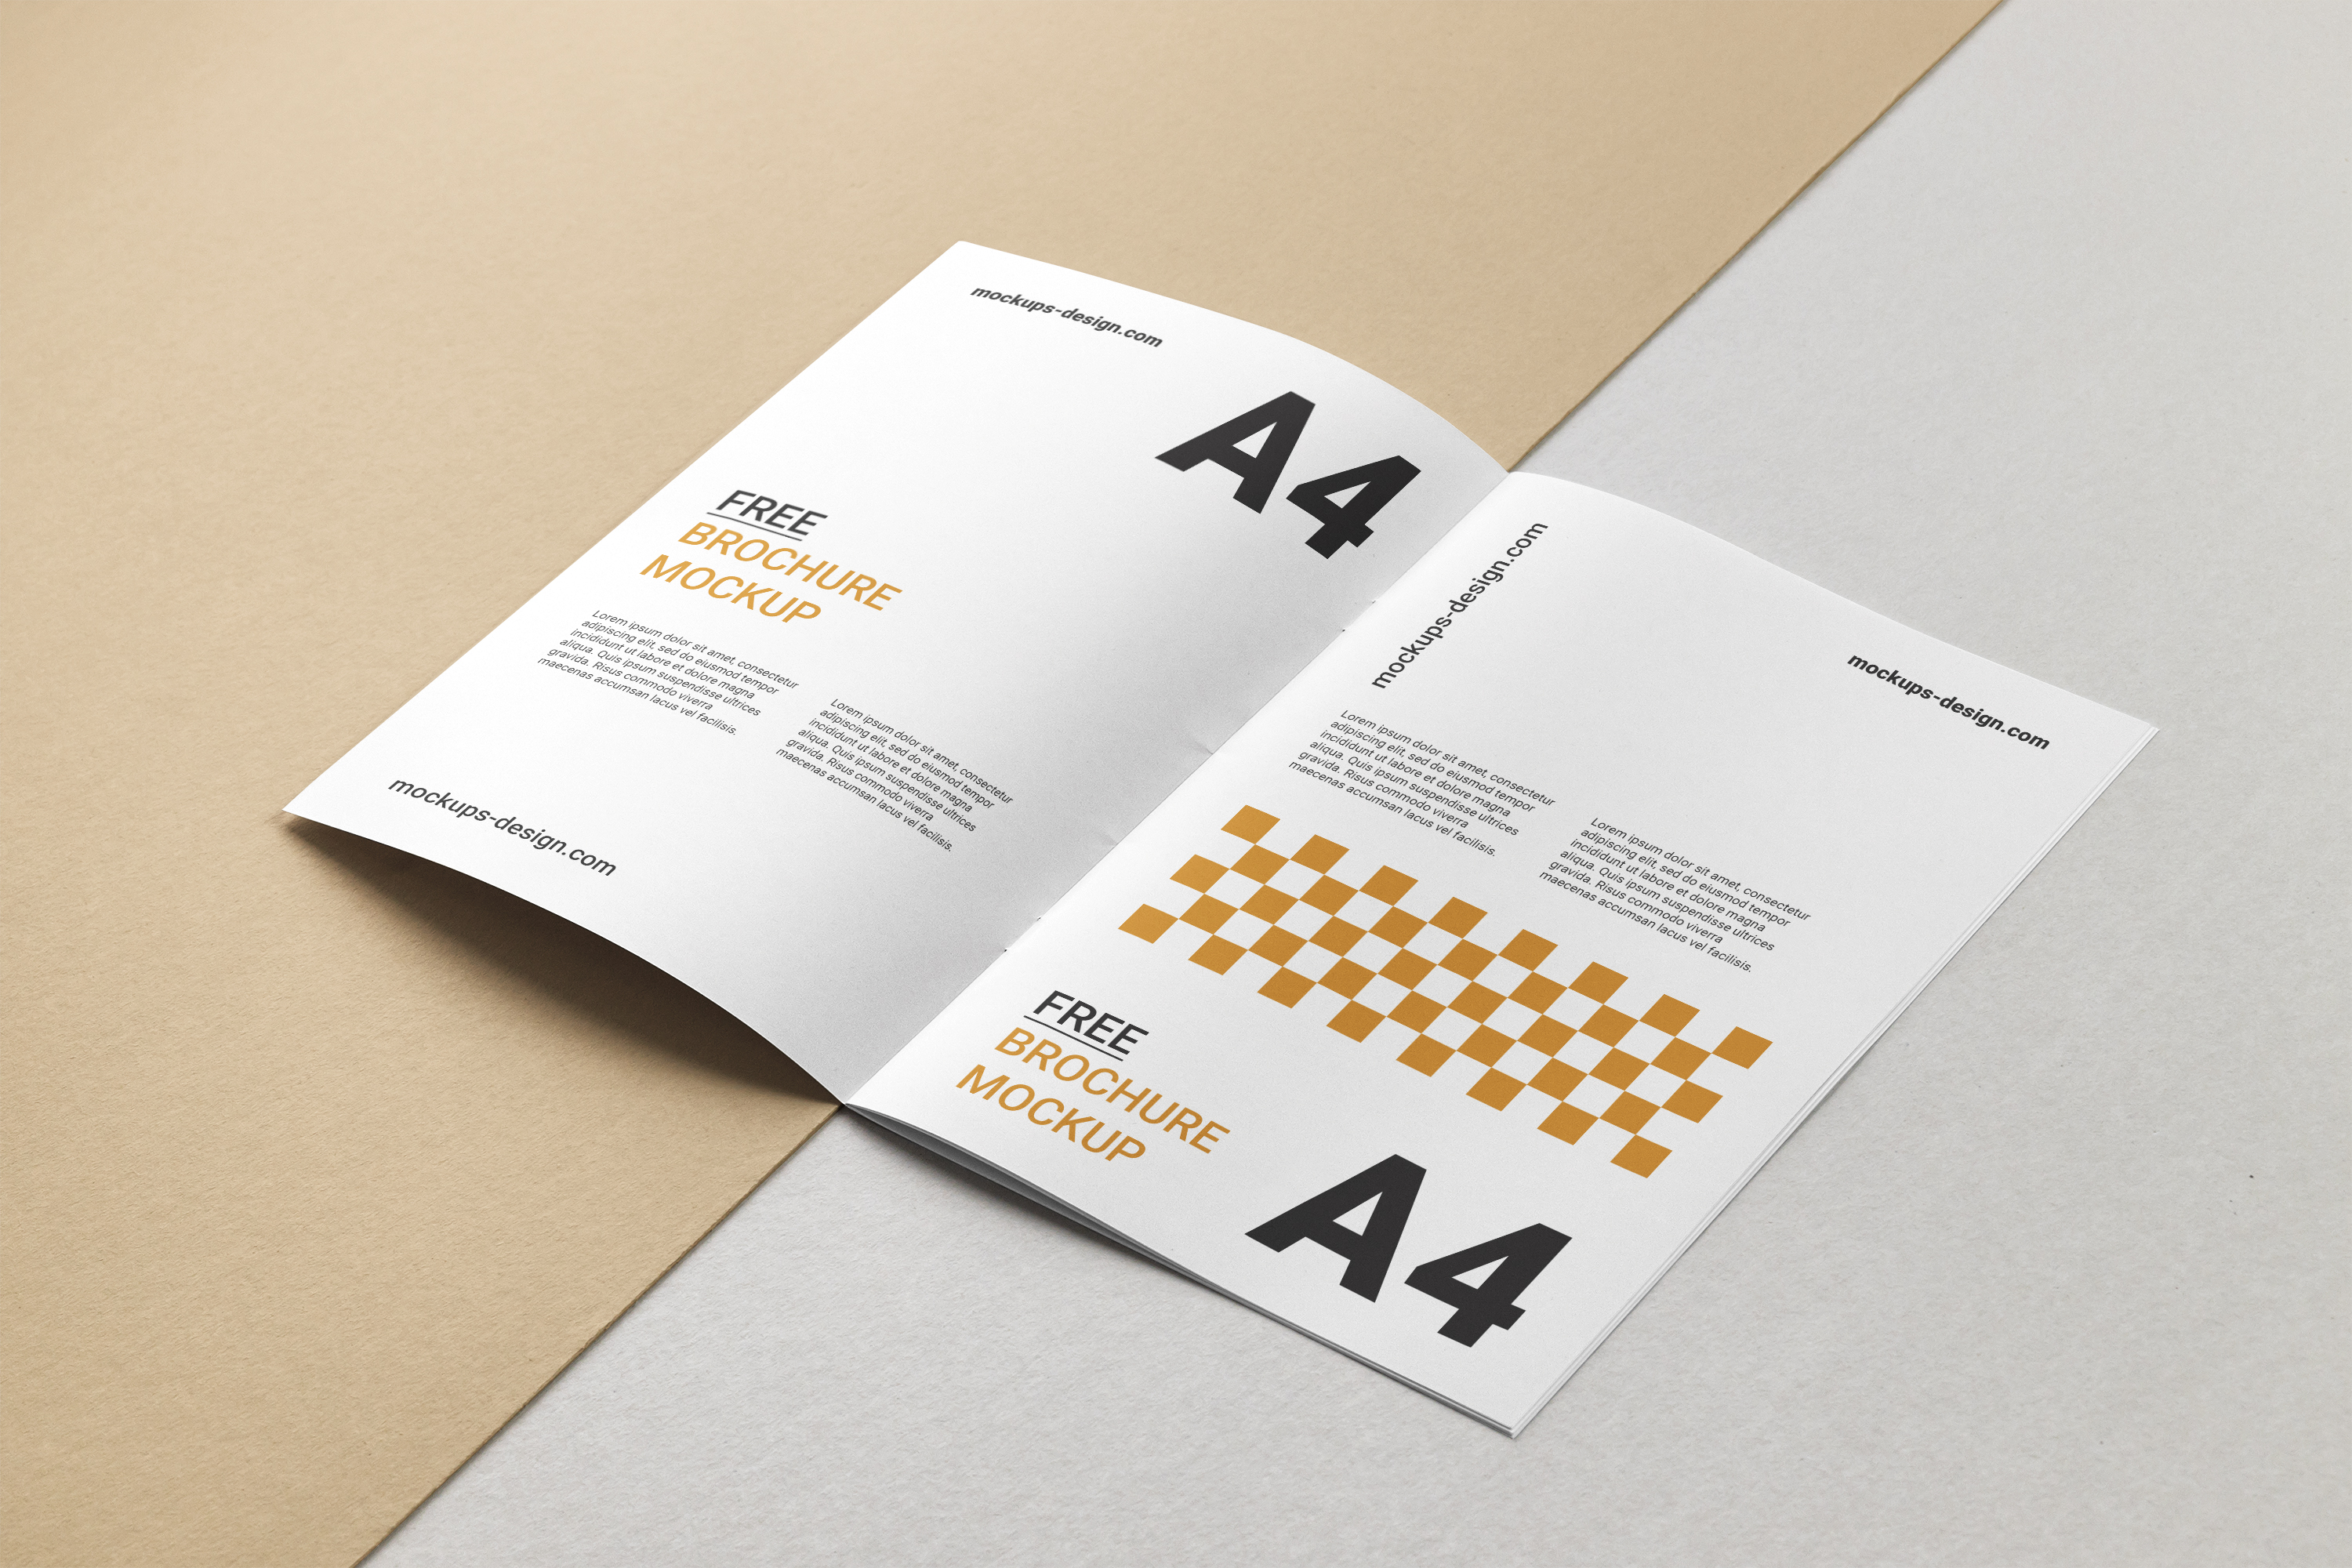 mockups-design.com
A4
FREE
BROCHURE
MOCKUP
Lorem ipsum dolor sit amet, consectetur
adipiscing elit, sed do eiusmod tempor
incididunt ut labore et dolore magna
aliqua. Quis ipsum suspendisse ultrices
gravida. Risus commodo viverra
maecenas accumsan lacus vel facilisis.
Lorem ipsum dolor sit amet, consectetur
adipiscing elit, sed do eiusmod tempor
incididunt ut labore et dolore magna
aliqua. Quis ipsum suspendisse ultrices
gravida. Risus commodo viverra
maecenas accumsan lacus vel facilisis.
mockups-design.com
mockups-design.com
mockups-design.com
Lorem ipsum dolor sit amet, consectetur
adipiscing elit, sed do eiusmod tempor
incididunt ut labore et dolore magna
aliqua. Quis ipsum suspendisse ultrices
gravida. Risus commodo viverra
maecenas accumsan lacus vel facilisis.
Lorem ipsum dolor sit amet, consectetur
adipiscing elit, sed do eiusmod tempor
incididunt ut labore et dolore magna
aliqua. Quis ipsum suspendisse ultrices
gravida. Risus commodo viverra
maecenas accumsan lacus vel facilisis.
FREE
BROCHURE
MOCKUP
A4